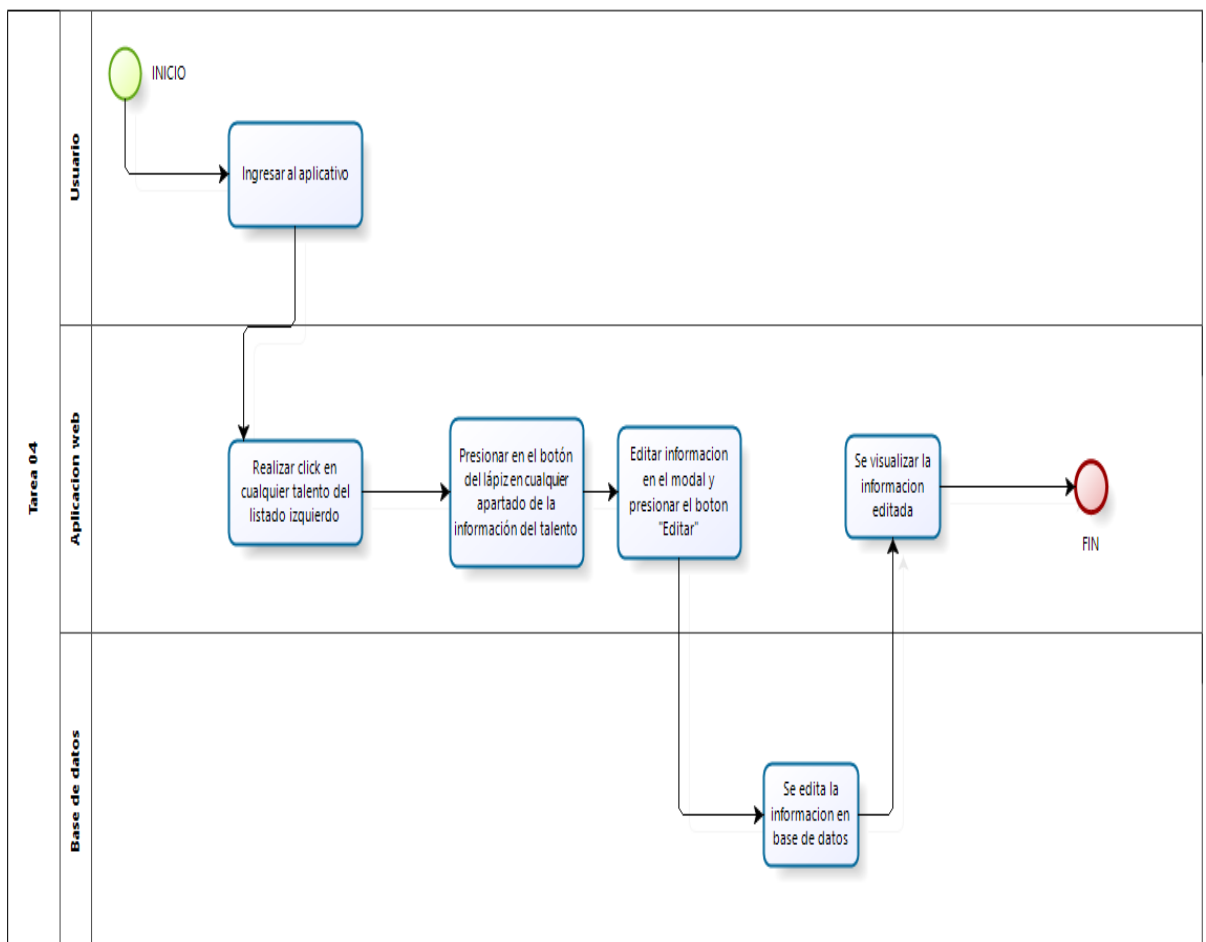 Tarea 04
Usuario
INICIO
Ingresar al aplicativo
Aplicacion web
Realizar click en
cualquier talento del
listado izquierdo
Presionar en el botón
del lápiz en cualquier
apartado de la
información del talento
Editar informacion
en el modal y
presionar el boton
"Editar"
Se visualizar la
informacion
editada
FIN
Base de datos
Se edita la
informacion en
base de datos